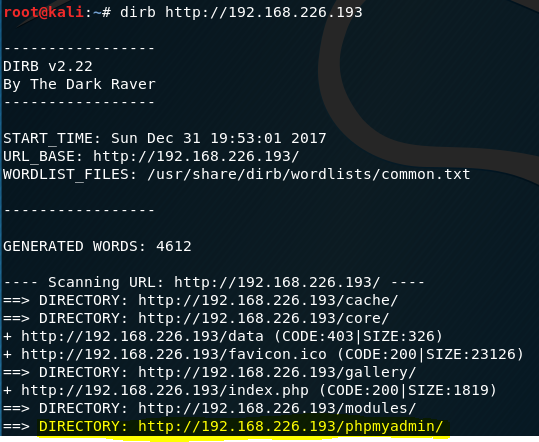 root@kali:~# dirb http://192.168.226.193
-----------------
DIRB v2.22
By The Dark Raver
-----------------
START_TIME: Sun Dec 31 19:53:01 2017
URL_BASE: http://192.168.226.193/
WORDLIST_FILES: /usr/share/dirb/wordlists/common.txt
-----------------
GENERATED WORDS: 4612
---- Scanning URL: http://192.168.226.193/ ----
==> DIRECTORY: http://192.168.226.193/cache/
==> DIRECTORY: http://192.168.226.193/core/
+ http://192.168.226.193/data (CODE:403|SIZE:326)
+ http://192.168.226.193/favicon.ico (CODE:200|SIZE:23126)
==> DIRECTORY: http://192.168.226.193/gallery/
+ http://192.168.226.193/index.php (CODE:200|SIZE:1819)
==> DIRECTORY: http://192.168.226.193/modules/
==> DIRECTORY: http://192.168.226.193/phpmyadmin/